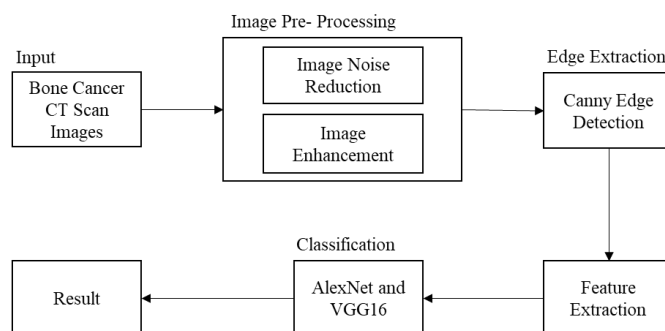 Image Pre- Processing
Input
Bone Cancer
CT Scan
Images
Image Noise
Reduction
Image
Enhancement
Edge Extraction
Canny Edge
Detection
Feature
Extraction
Classification
AlexNet and
VGG16
Result